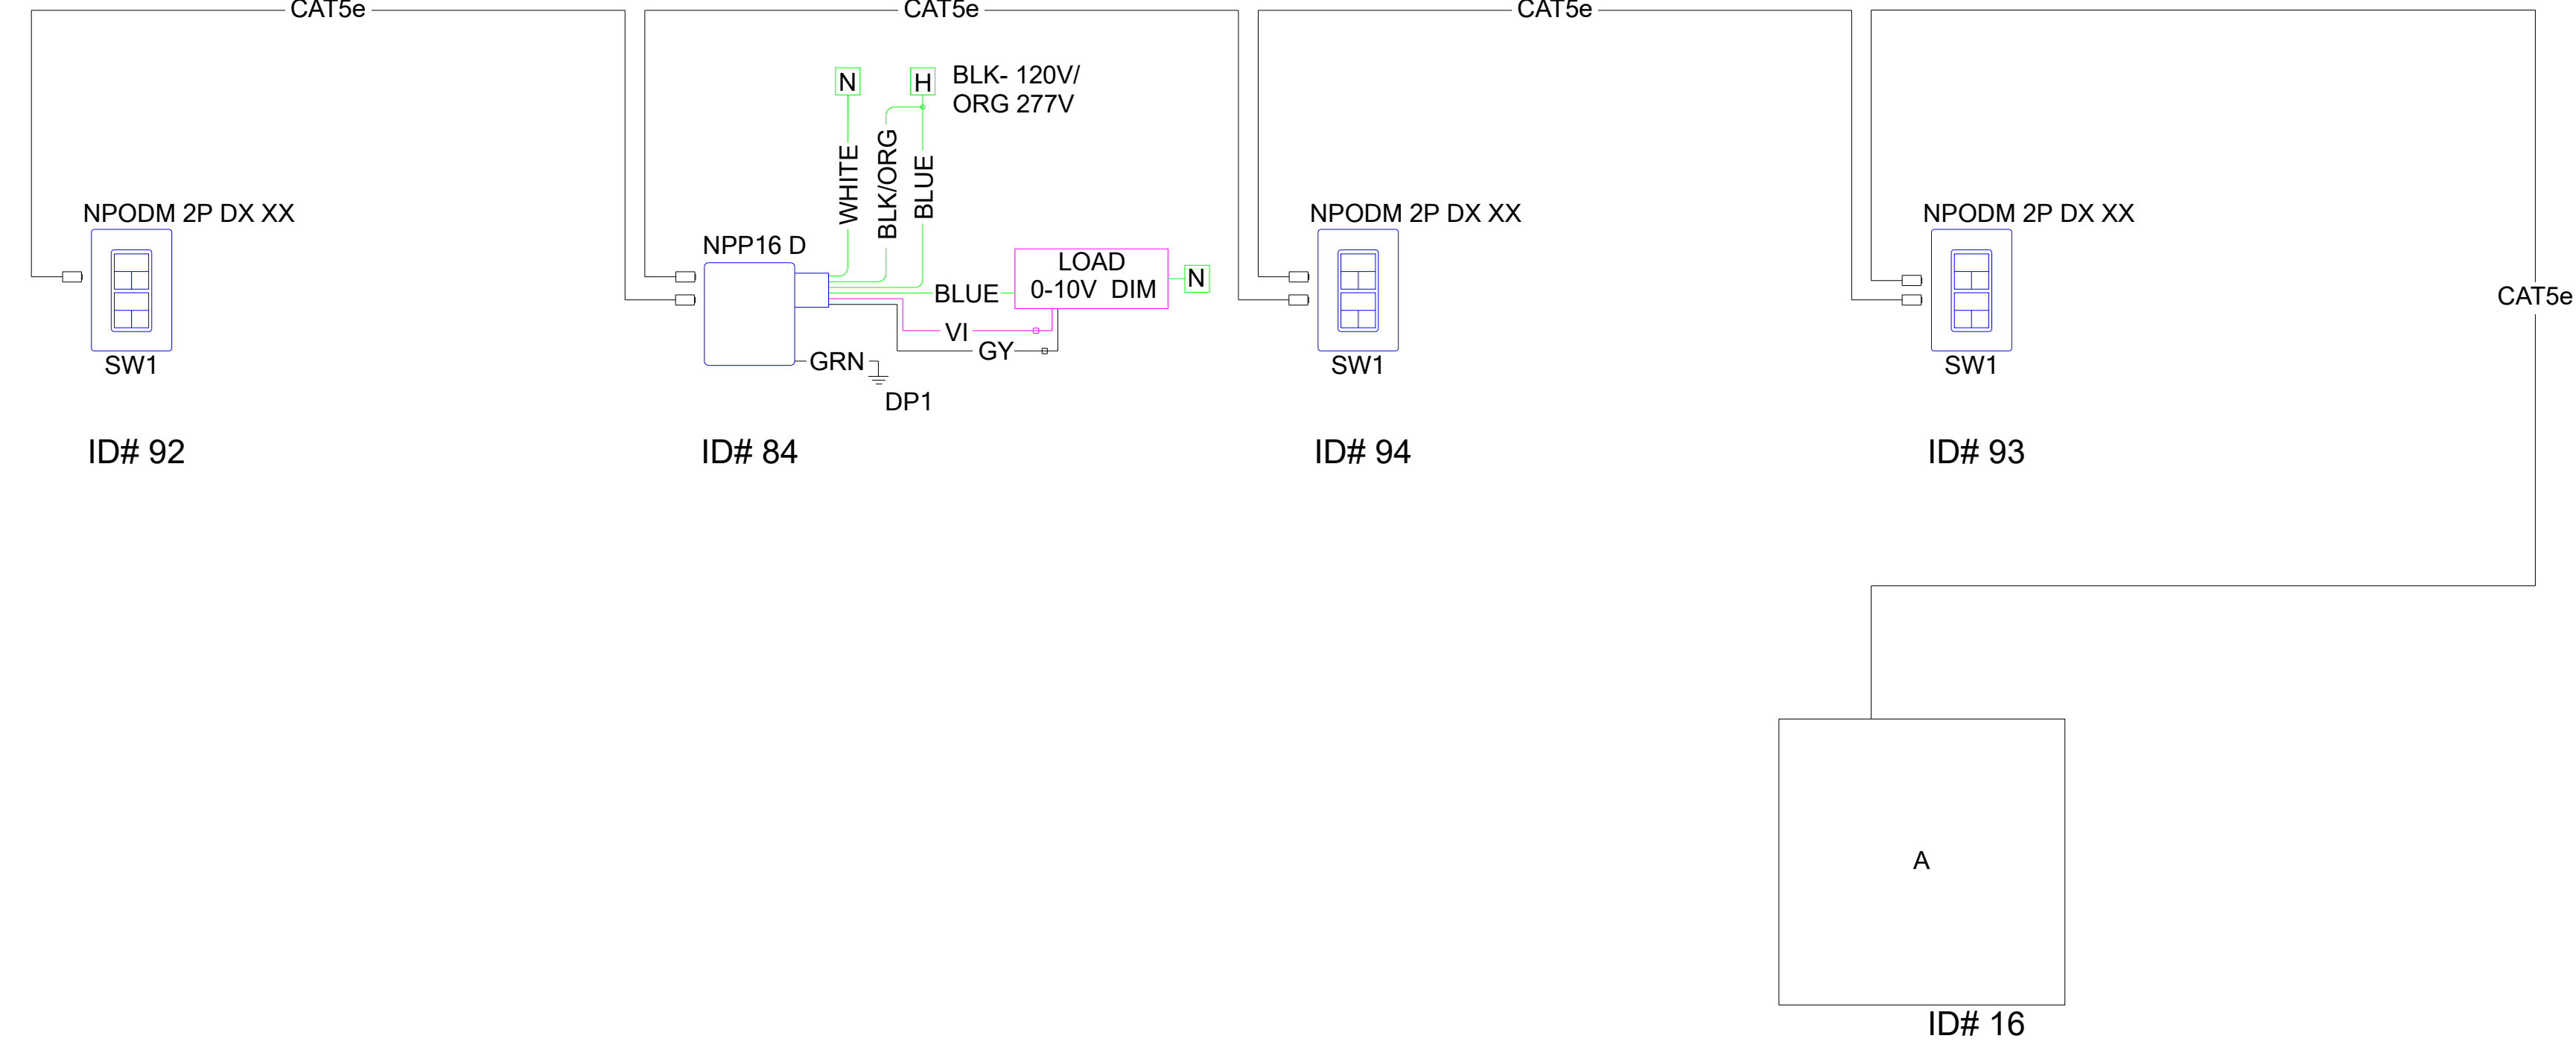 CAT5e
CAT5e
CAT5e
N
H
BLK- 120V/
ORG 277V
WHITE
BLK/ORG
BLUE
NPODM 2P DX XX
NPP16 D
NPODM 2P DX XX
NPODM 2P DX XX
LOAD
0-10V DIM
N
BLUE
CAT5e
VI
GY
GRN
SW1
SW1
SW1
DP1
ID# 92
ID# 84
ID# 94
ID# 93
A
ID# 16